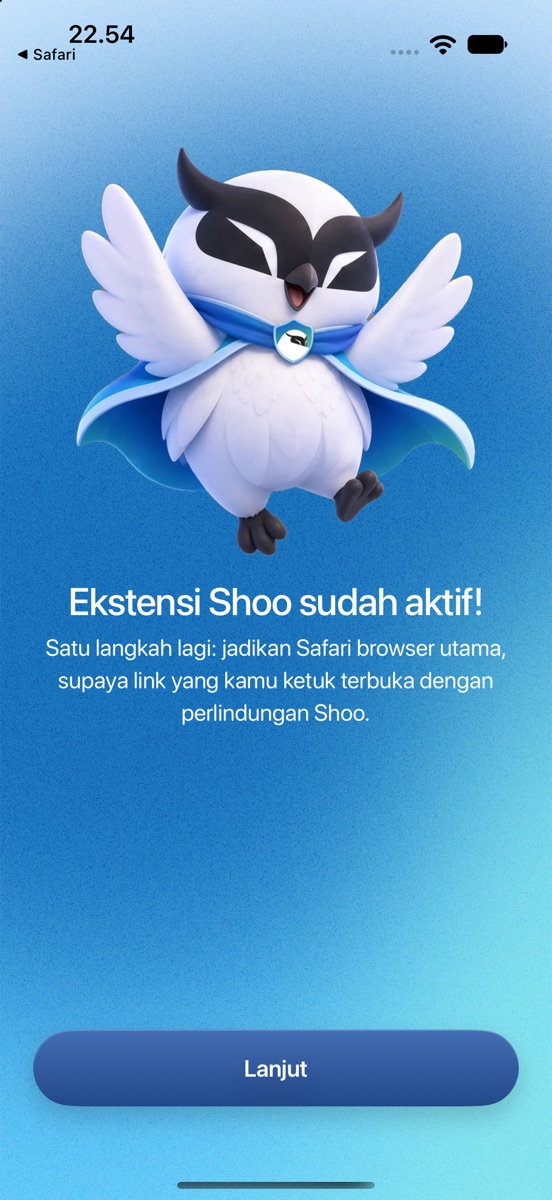 22.54
◀ Safari
Ekstensi Shoo sudah aktif!
Satu langkah lagi: jadikan Safari browser utama,
supaya link yang kamu ketuk terbuka dengan
perlindungan Shoo.
Lanjut